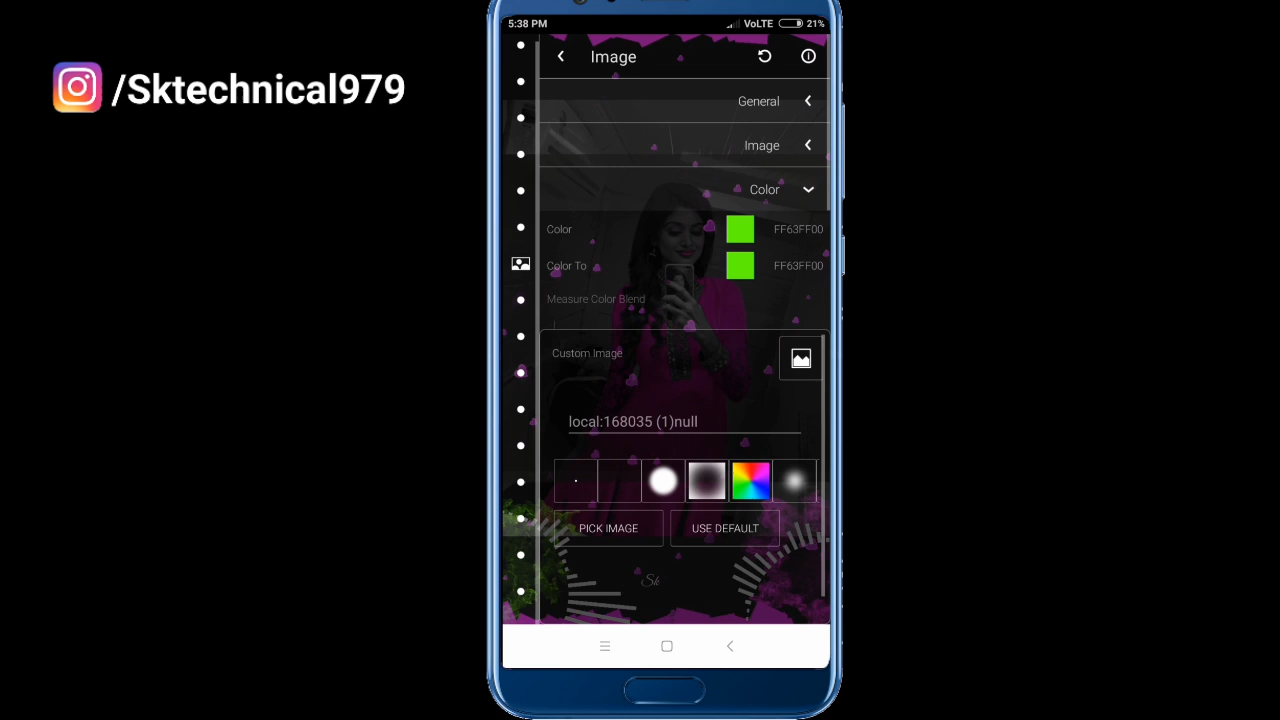 /Sktechnical979
5:38 PM
VoLTE 21%
Image
General
Image
Color
Color FF63FF00
Color To FF63FF00
Measure Color Blend
Custom Image
local:168035 (1)null
PICK IMAGE USE DEFAULT
Sk